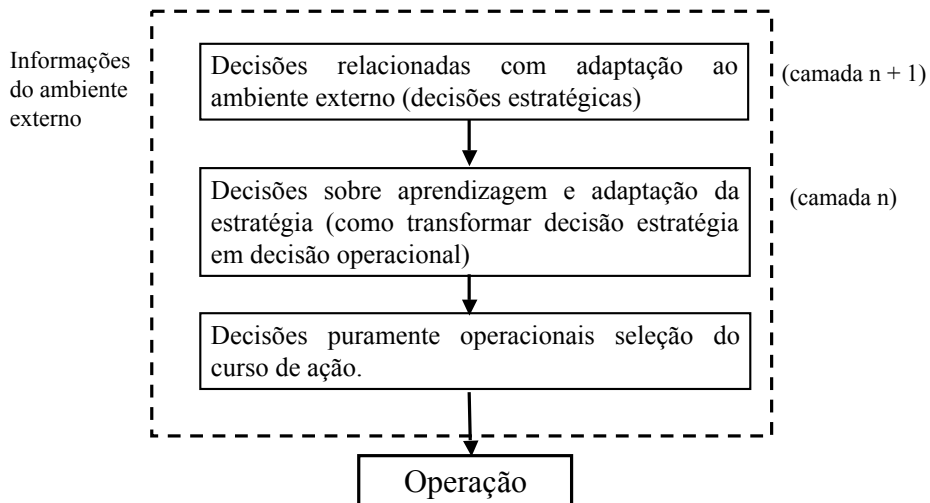 Informações
do ambiente
externo
Decisões relacionadas com adaptação ao
ambiente externo (decisões estratégicas)
(camada n + 1)
Decisões sobre aprendizagem e adaptação da
estratégia (como transformar decisão estratégia
em decisão operacional)
(camada n)
Decisões puramente operacionais seleção do
curso de ação.
Operação